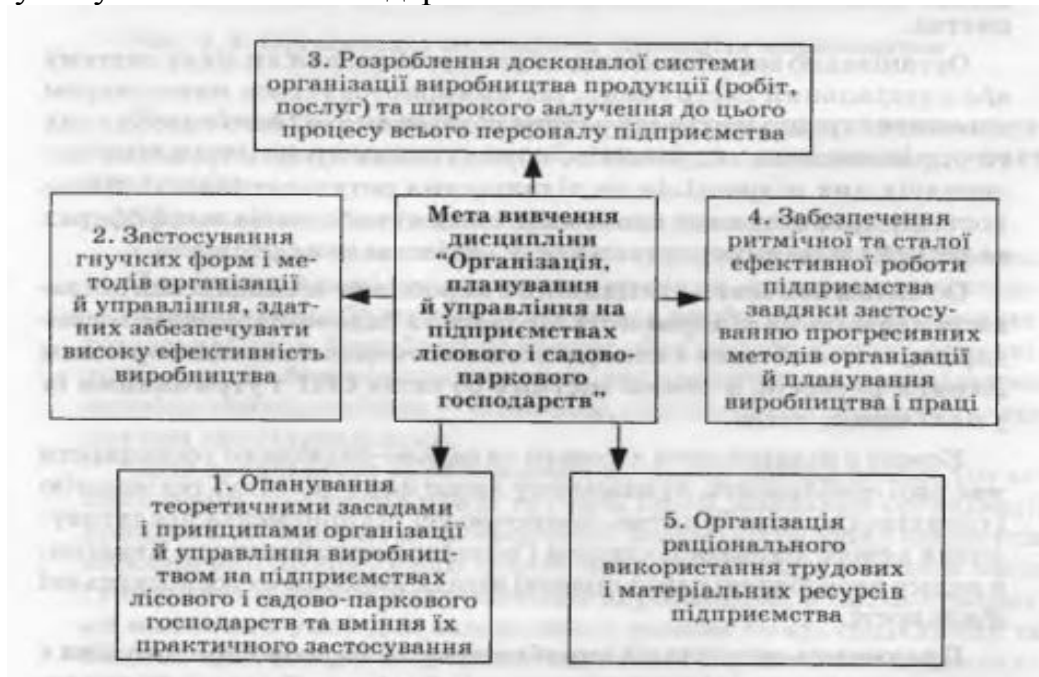 3. Розроблення досконалої системи
організації виробництва продукції (робіт,
послуг) та широкого залучення до цього
процесу всього персоналу підприємства
2. Застосування
гнучких форм і ме-
тодів організації
й управління, здат-
них забезпечувати
високу ефективність
виробництва
Мета вивчення
дисципліни
“Організація,
планування
й управління на
підприємствах
лісового і садово-
паркового
господарств”
4. Забезпечення
ритмічної та сталої
ефективної роботи
підприємства
завдяки застосу-
ванню прогресивних
методів організації
й планування
виробництва і праці
1. Опанування
теоретичними засадами
і принципами організації
й управління виробниц-
твом на підприємствах
лісового і садово-паркового
господарств та вміння їх
практичного застосування
5. Організація
раціонального
використання трудових
і матеріальних ресурсів
підприємства